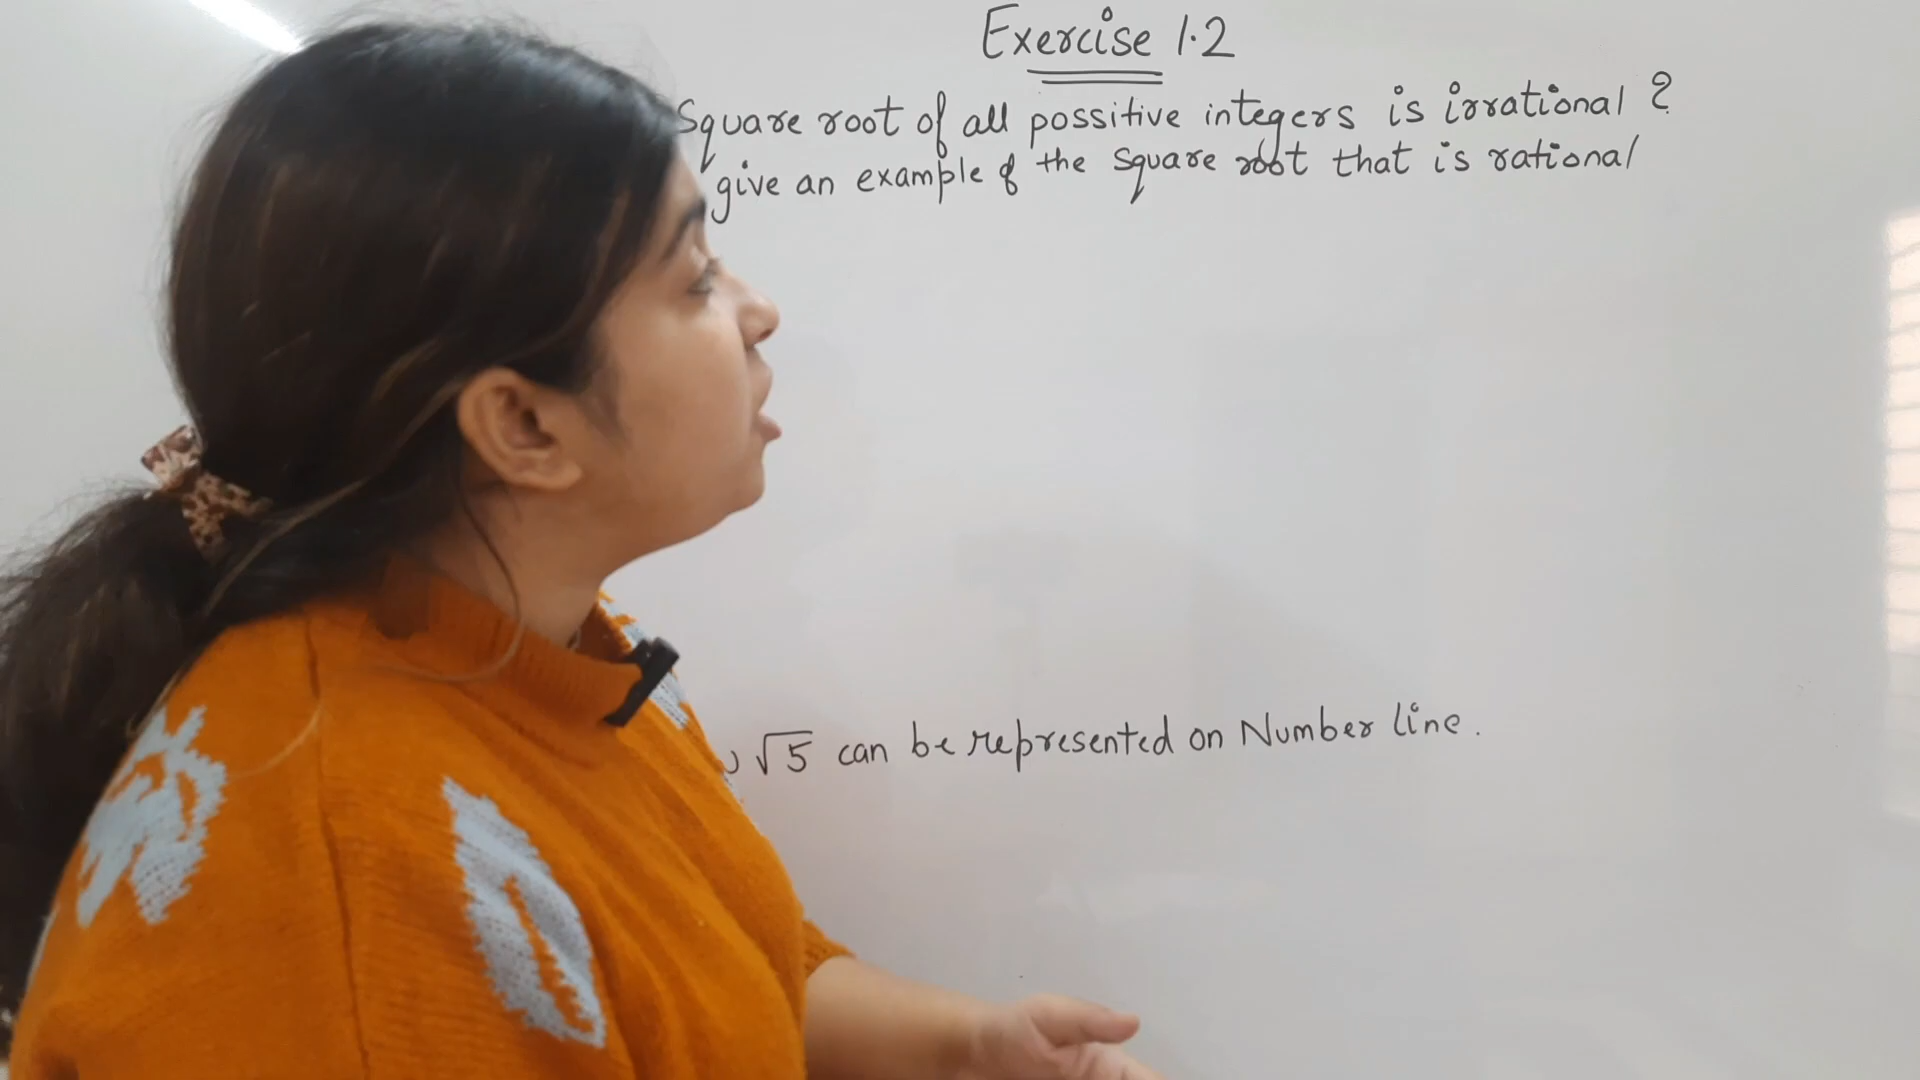 Exercise 1.2
Square root of all possitive integers is irrational ?
give an example of the square root that is rational
√5 can be represented on Number line.